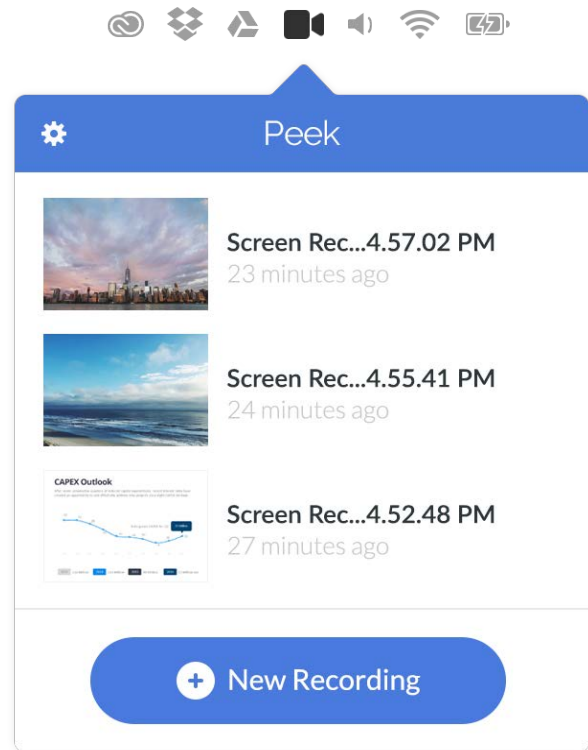 Peek
Screen Rec...4.57.02 PM
23 minutes ago
Screen Rec...4.55.41 PM
24 minutes ago
CAPEX Outlook
Screen Rec...4.52.48 PM
27 minutes ago
New Recording